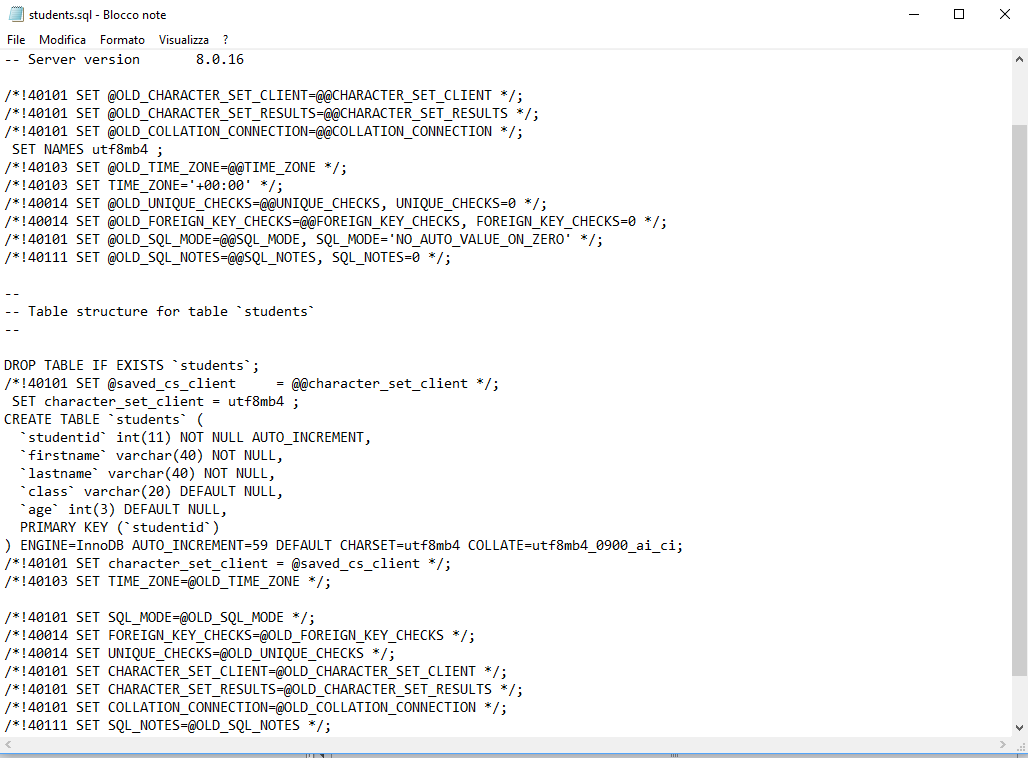 students.sql - Blocco note
File Modifica Formato Visualizza ?
-- Server version       8.0.16

/*!40101 SET @OLD_CHARACTER_SET_CLIENT=@@CHARACTER_SET_CLIENT */;
/*!40101 SET @OLD_CHARACTER_SET_RESULTS=@@CHARACTER_SET_RESULTS */;
/*!40101 SET @OLD_COLLATION_CONNECTION=@@COLLATION_CONNECTION */;
 SET NAMES utf8mb4 ;
/*!40103 SET @OLD_TIME_ZONE=@@TIME_ZONE */;
/*!40103 SET TIME_ZONE='+00:00' */;
/*!40014 SET @OLD_UNIQUE_CHECKS=@@UNIQUE_CHECKS, UNIQUE_CHECKS=0 */;
/*!40014 SET @OLD_FOREIGN_KEY_CHECKS=@@FOREIGN_KEY_CHECKS, FOREIGN_KEY_CHECKS=0 */;
/*!40101 SET @OLD_SQL_MODE=@@SQL_MODE, SQL_MODE='NO_AUTO_VALUE_ON_ZERO' */;
/*!40111 SET @OLD_SQL_NOTES=@@SQL_NOTES, SQL_NOTES=0 */;

--
-- Table structure for table `students`
--

DROP TABLE IF EXISTS `students`;
/*!40101 SET @saved_cs_client     = @@character_set_client */;
 SET character_set_client = utf8mb4 ;
CREATE TABLE `students` (
  `studentid` int(11) NOT NULL AUTO_INCREMENT,
  `firstname` varchar(40) NOT NULL,
  `lastname` varchar(40) NOT NULL,
  `class` varchar(20) DEFAULT NULL,
  `age` int(3) DEFAULT NULL,
  PRIMARY KEY (`studentid`)
) ENGINE=InnoDB AUTO_INCREMENT=59 DEFAULT CHARSET=utf8mb4 COLLATE=utf8mb4_0900_ai_ci;
/*!40101 SET character_set_client = @saved_cs_client */;
/*!40103 SET TIME_ZONE=@OLD_TIME_ZONE */;

/*!40101 SET SQL_MODE=@OLD_SQL_MODE */;
/*!40014 SET FOREIGN_KEY_CHECKS=@OLD_FOREIGN_KEY_CHECKS */;
/*!40014 SET UNIQUE_CHECKS=@OLD_UNIQUE_CHECKS */;
/*!40101 SET CHARACTER_SET_CLIENT=@OLD_CHARACTER_SET_CLIENT */;
/*!40101 SET CHARACTER_SET_RESULTS=@OLD_CHARACTER_SET_RESULTS */;
/*!40101 SET COLLATION_CONNECTION=@OLD_COLLATION_CONNECTION */;
/*!40111 SET SQL_NOTES=@OLD_SQL_NOTES */;